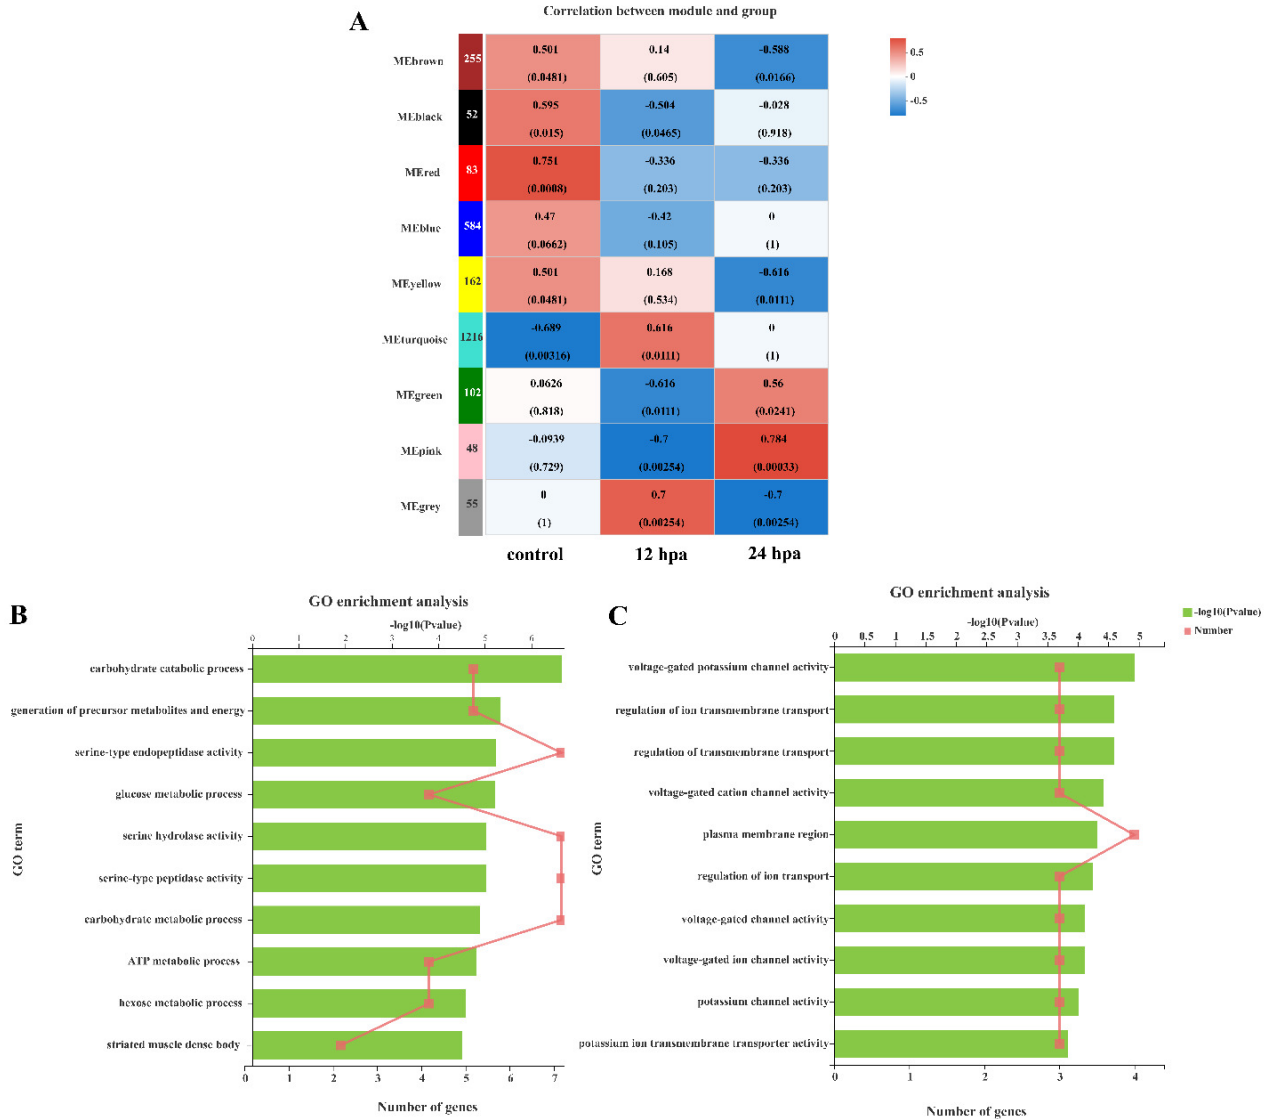 A
Correlation between module and group
MEbrown 255 0.501 0.14 -0.588
(0.0481) (0.605) (0.0166)
MEblack 52 0.595 -0.504 -0.028
(0.015) (0.0465) (0.918)
MEred 83 0.751 -0.336 -0.336
(0.0008) (0.203) (0.203)
MEblue 584 0.47 -0.42 0
(0.0662) (0.105) (1)
MEyellow 162 0.501 0.168 -0.616
(0.0481) (0.534) (0.0111)
MEturquoise 1216 -0.689 0.616 0
(0.00316) (0.0111) (1)
MEgreen 102 0.0626 -0.616 0.56
(0.818) (0.0111) (0.0241)
MEpink 48 -0.0939 -0.7 0.784
(0.729) (0.00254) (0.00033)
MEgrey 55 0 0.7 -0.7
(1) (0.00254) (0.00254)
control 12 hpa 24 hpa
0.5
0
-0.5
B
GO enrichment analysis
-log10(Pvalue)
0 1 2 3 4 5 6
carbohydrate catabolic process
generation of precursor metabolites and energy
serine-type endopeptidase activity
glucose metabolic process
serine hydrolase activity
serine-type peptidase activity
carbohydrate metabolic process
ATP metabolic process
hexose metabolic process
striated muscle dense body
GO term
0 1 2 3 4 5 6 7
Number of genes
C
GO enrichment analysis
-log10(Pvalue)
0 0.5 1 1.5 2 2.5 3 3.5 4 4.5 5
-log10(Pvalue)
Number
voltage-gated potassium channel activity
regulation of ion transmembrane transport
regulation of transmembrane transport
voltage-gated cation channel activity
plasma membrane region
regulation of ion transport
voltage-gated channel activity
voltage-gated ion channel activity
potassium channel activity
potassium ion transmembrane transporter activity
GO term
0 1 2 3 4
Number of genes